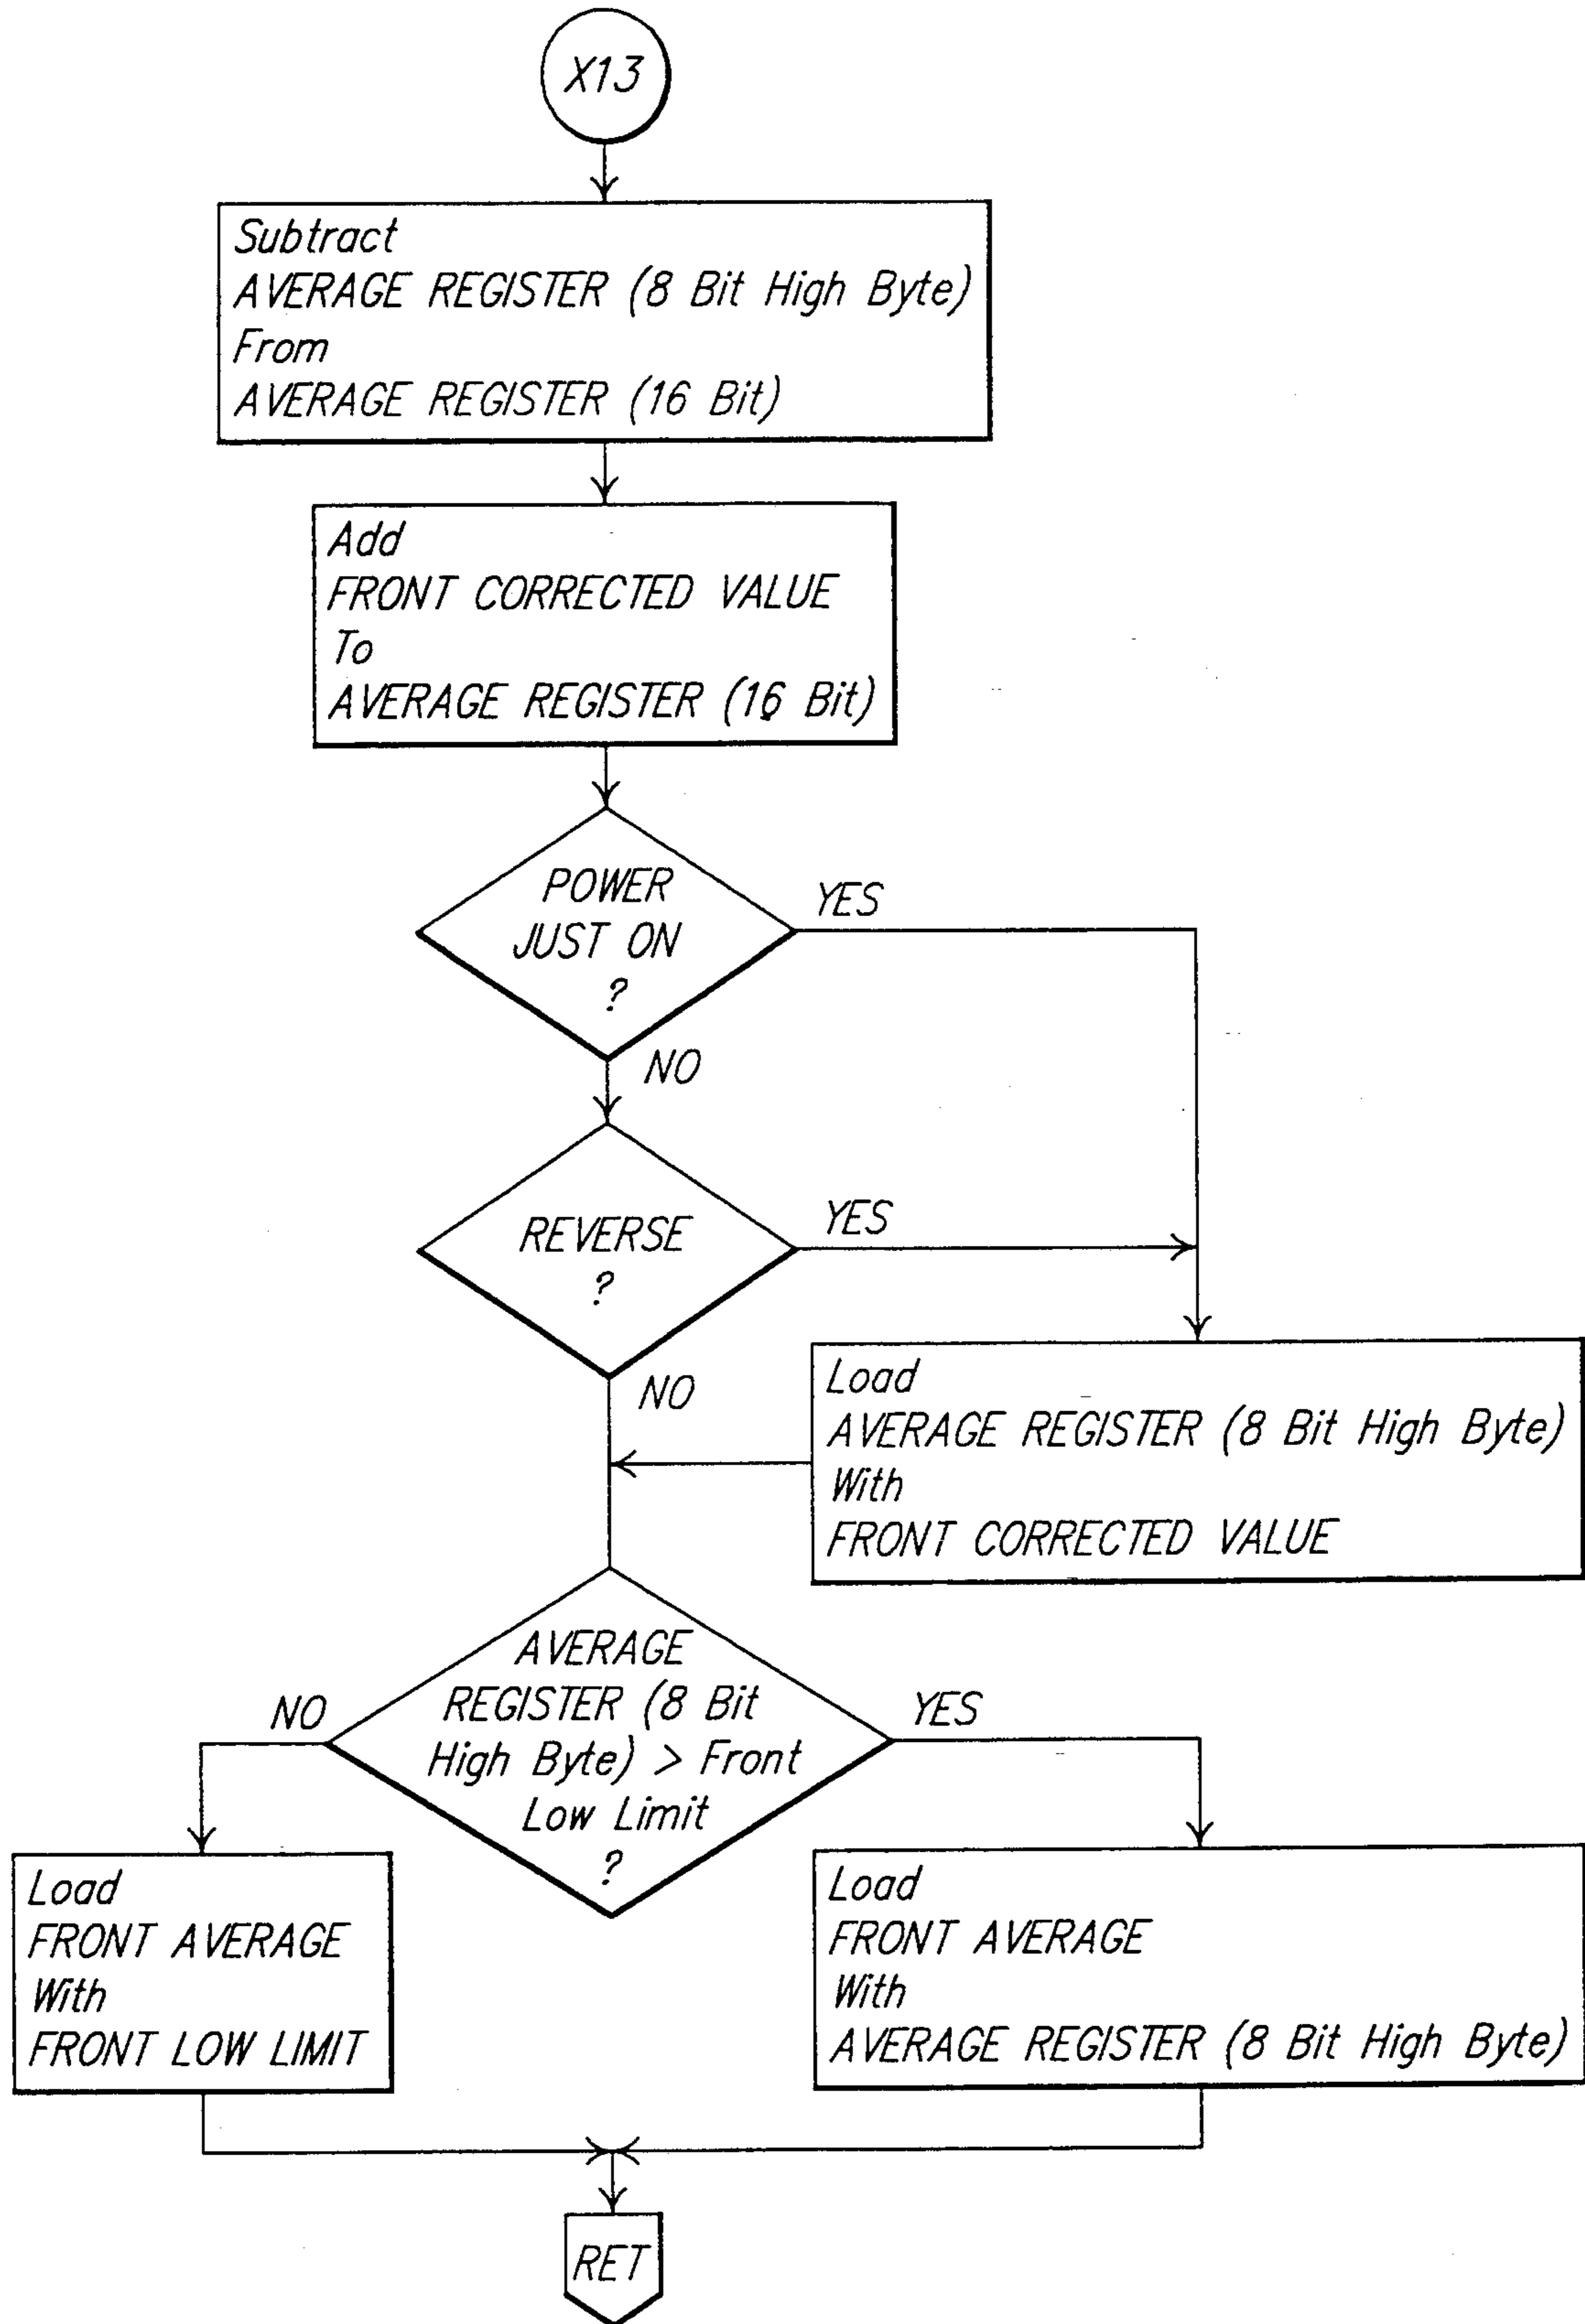 X13
Subtract
AVERAGE REGISTER (8 Bit High Byte)
From
AVERAGE REGISTER (16 Bit)
Add
FRONT CORRECTED VALUE
To
AVERAGE REGISTER (16 Bit)
POWER
JUST ON
?
YES
NO
REVERSE
?
YES
NO
Load
AVERAGE REGISTER (8 Bit High Byte)
With
FRONT CORRECTED VALUE
AVERAGE
REGISTER (8 Bit
High Byte) > Front
Low Limit
?
NO
YES
Load
FRONT AVERAGE
With
FRONT LOW LIMIT
Load
FRONT AVERAGE
With
AVERAGE REGISTER (8 Bit High Byte)
RET